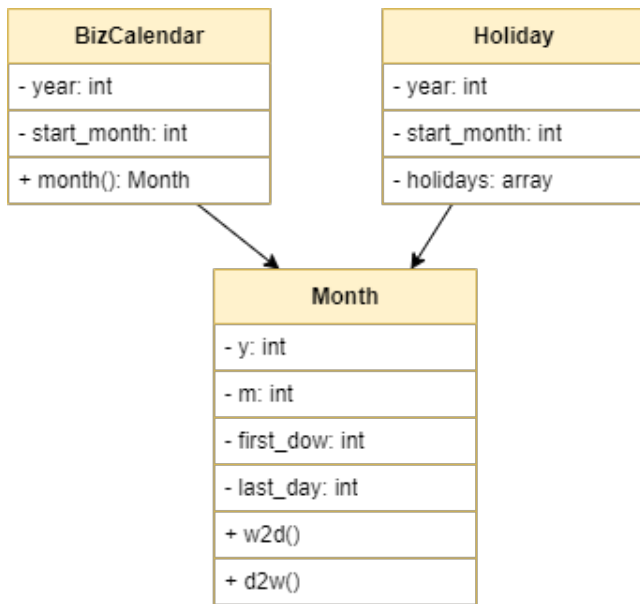 BizCalendar
- year: int
- start_month: int
+ month(): Month
Holiday
- year: int
- start_month: int
- holidays: array
Month
- y: int
- m: int
- first_dow: int
- last_day: int
+ w2d()
+ d2w()